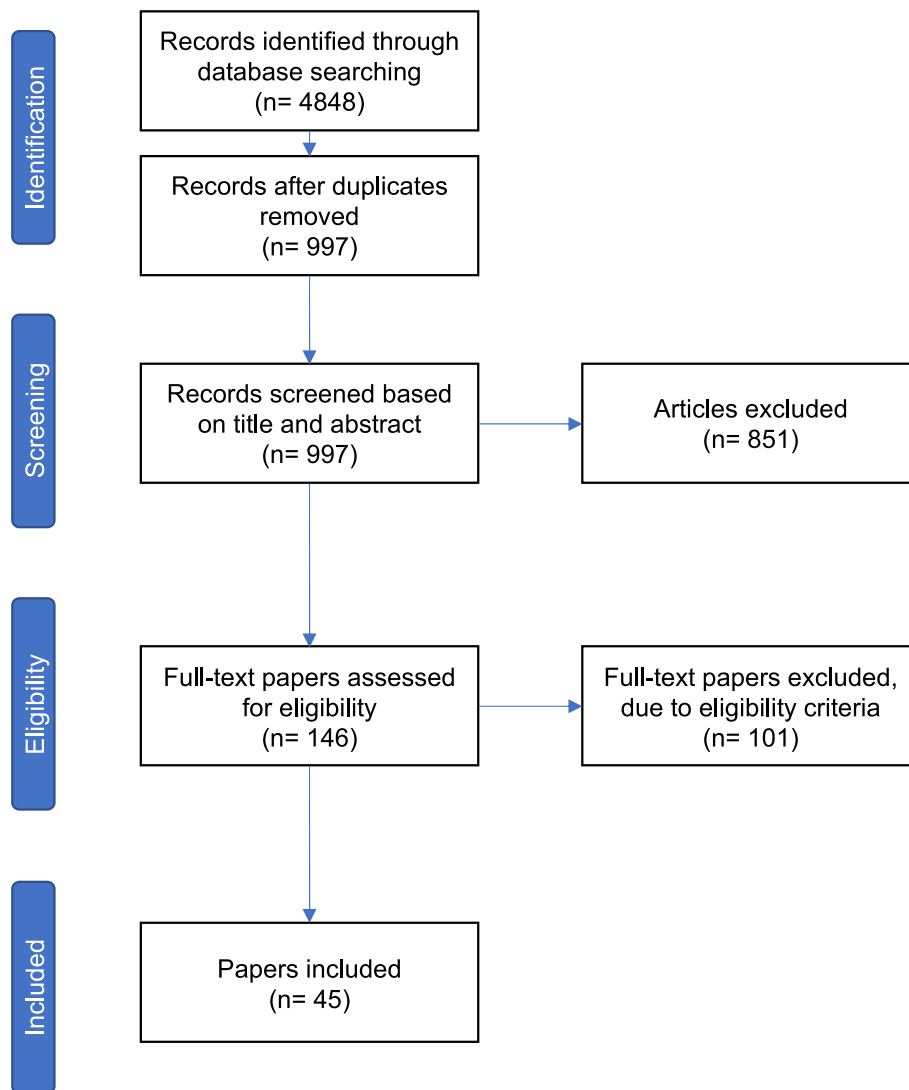 Identification
Records identified through
database searching
(n= 4848)
Records after duplicates
removed
(n= 997)
Screening
Records screened based
on title and abstract
(n= 997)
Articles excluded
(n= 851)
Eligibility
Full-text papers assessed
for eligibility
(n= 146)
Full-text papers excluded,
due to eligibility criteria
(n= 101)
Included
Papers included
(n= 45)